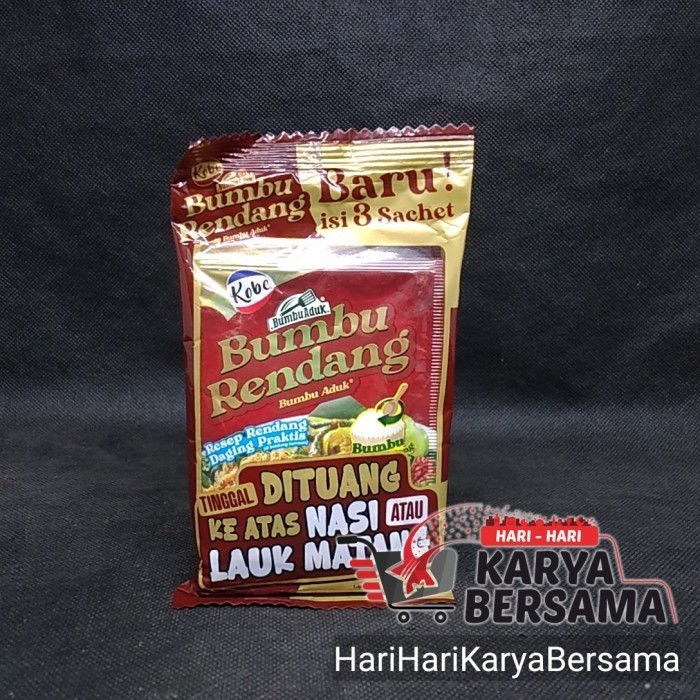 Kobe
Bumbu
Rendang
Bumbu Aduk
Baru!
isi 3 Sachet
Kobe
Bumbu Aduk
Bumbu
Rendang
Bumbu Aduk®
Resep Rendang
Daging Praktis
Bumbu
TINGGAL DITUANG
KE ATAS NASI ATAU
LAUK
HARI - HARI
KARYA
BERSAMA
HariHariKaryaBersama